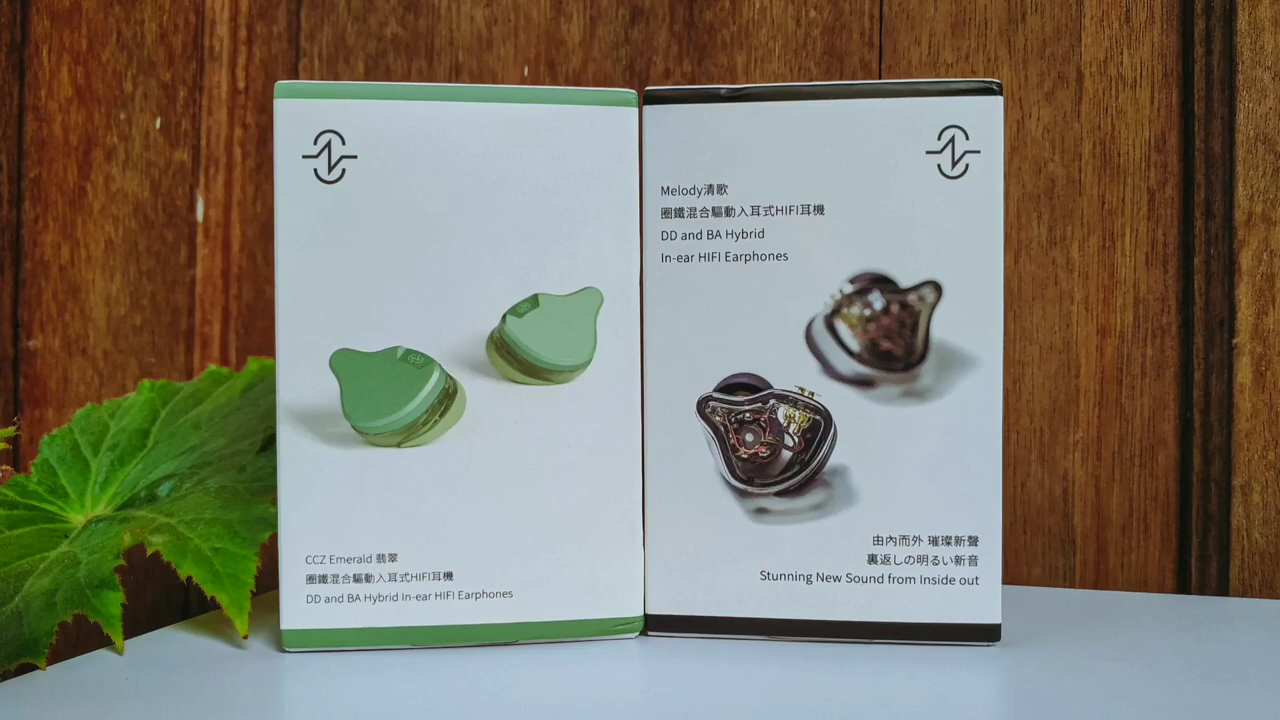 CCZ Emerald 翡翠
圈鐵混合驅動入耳式HIFI耳機
DD and BA Hybrid In-ear HIFI Earphones
Melody清歌
圈鐵混合驅動入耳式HIFI耳機
DD and BA Hybrid
In-ear HIFI Earphones
由內而外 璀璨新聲
裏返しの明るい新音
Stunning New Sound from Inside out